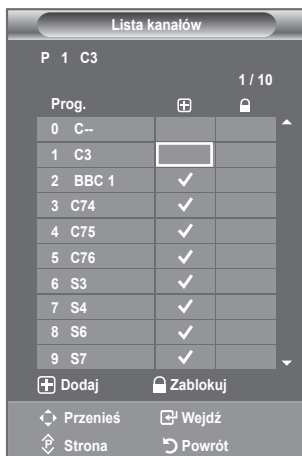 Lista kanałów
P 1 C3
1 / 10
Prog.
0 C--
1 C3
2 BBC 1
3 C74
4 C75
5 C76
6 S3
7 S4
8 S6
9 S7
Dodaj Zablokuj
Przenieś Wejdź
P Strona Powrót